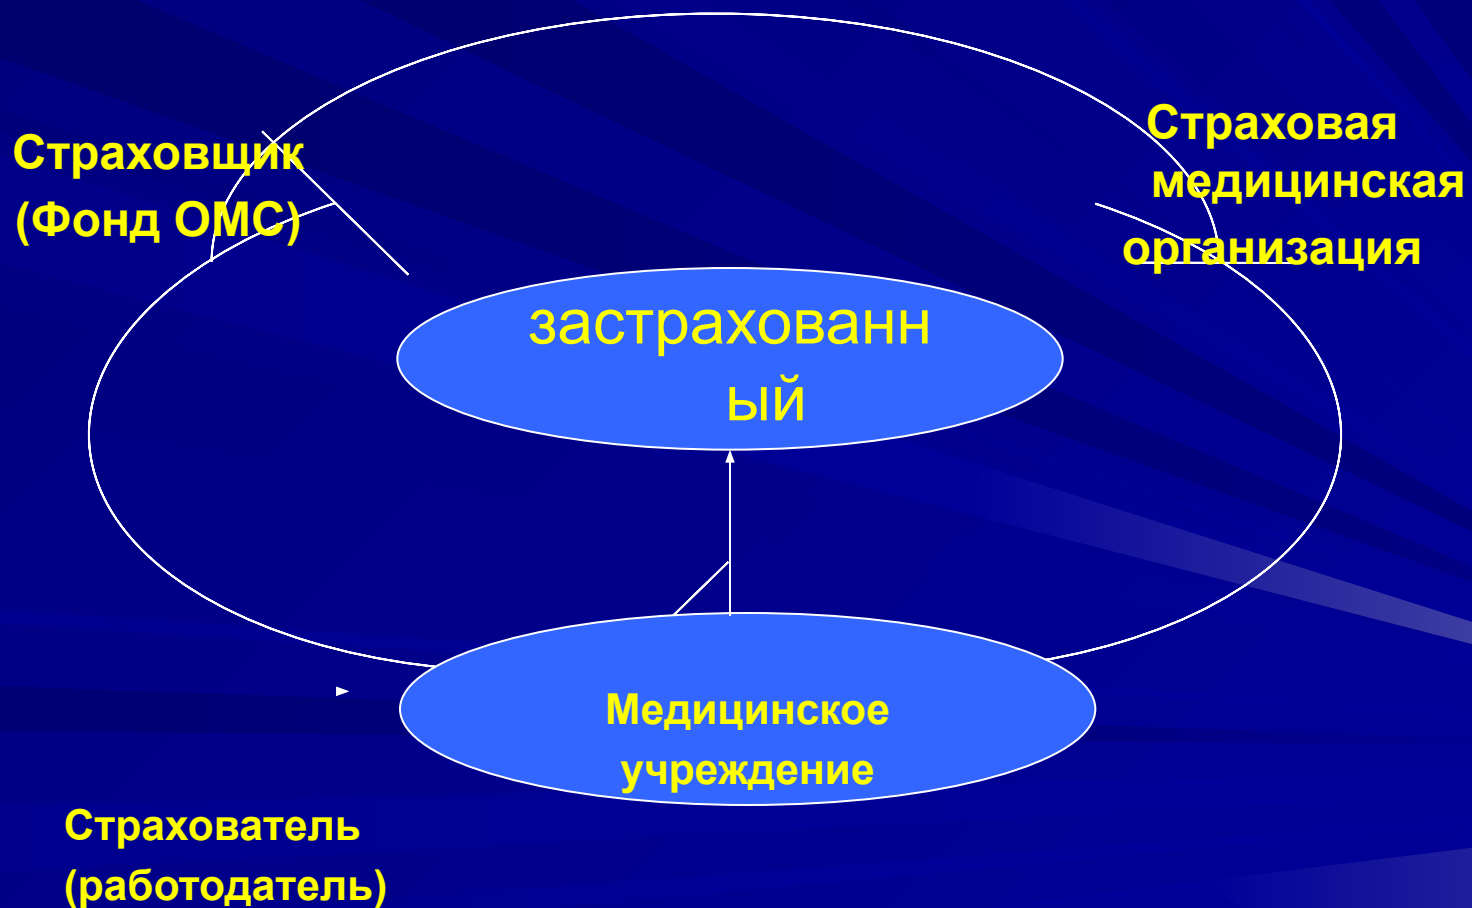 Страховщик
(Фонд ОМС)
Страховая
медицинская
организация
застрахованн
ый
Медицинское
учреждение
Страхователь
(работодатель)